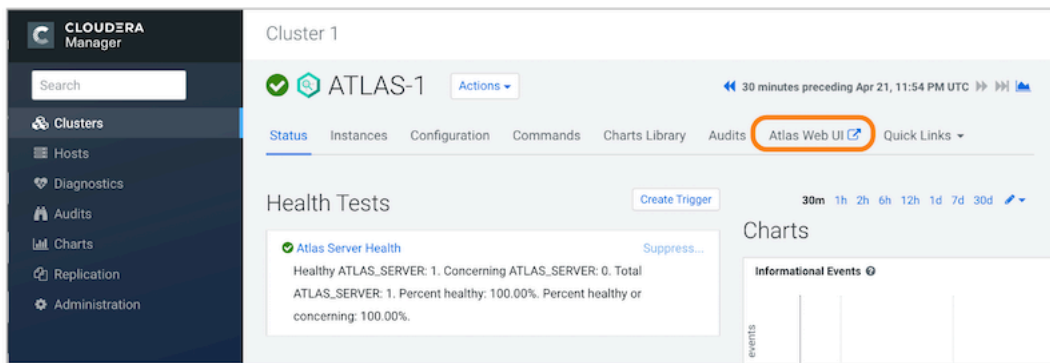 CLOUDERA
Manager
Search
Clusters
Hosts
Diagnostics
Audits
Charts
Replication
Administration
Cluster 1
ATLAS-1
Actions
30 minutes preceding Apr 21, 11:54 PM UTC
Status Instances Configuration Commands Charts Library Audits Atlas Web UI Quick Links
Health Tests
Create Trigger
Atlas Server Health
Suppress...
Healthy ATLAS_SERVER: 1. Concerning ATLAS_SERVER: 0. Total
ATLAS_SERVER: 1. Percent healthy: 100.00%. Percent healthy or
concerning: 100.00%.
30m 1h 2h 6h 12h 1d 7d 30d
Charts
Informational Events
events